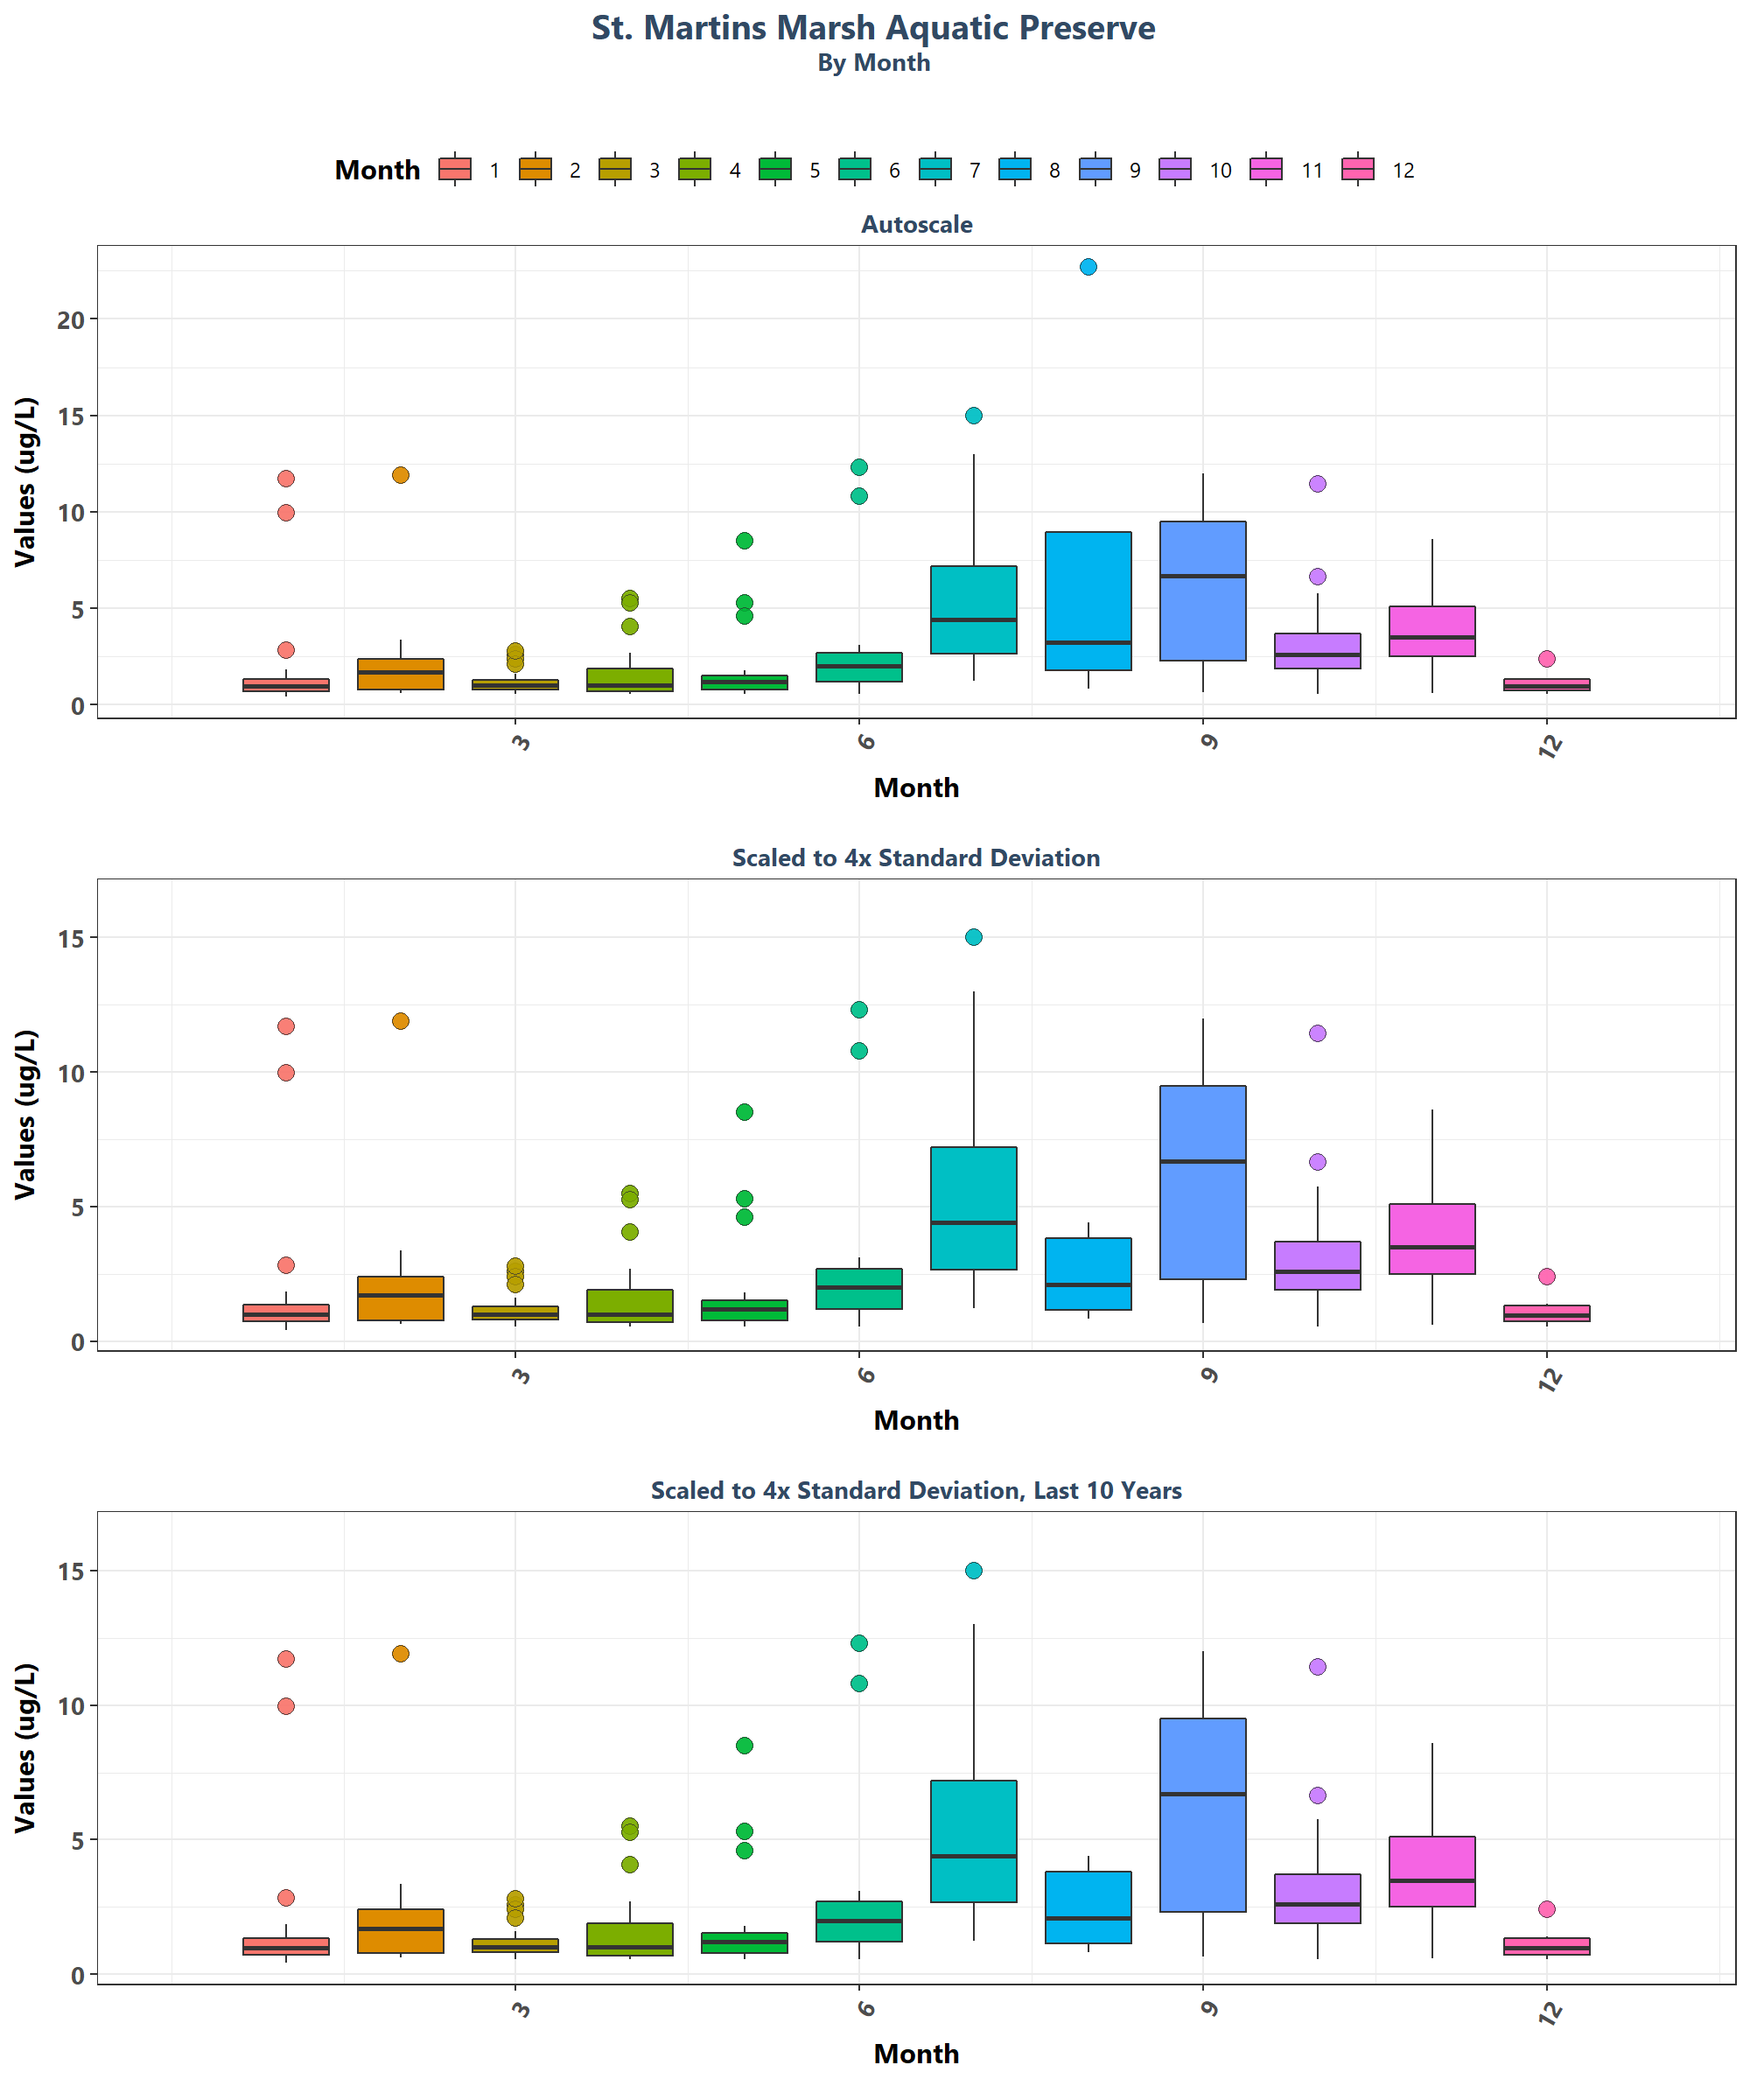 St. Martins Marsh Aquatic Preserve
By Month
Month 1 2 3 4 5 6 7 8 9 10 11 12
Autoscale
Values (ug/L)
20
15
10
5
0
3 6 9 12
Month
Scaled to 4x Standard Deviation
Values (ug/L)
15
10
5
0
3 6 9 12
Month
Scaled to 4x Standard Deviation, Last 10 Years
Values (ug/L)
15
10
5
0
3 6 9 12
Month